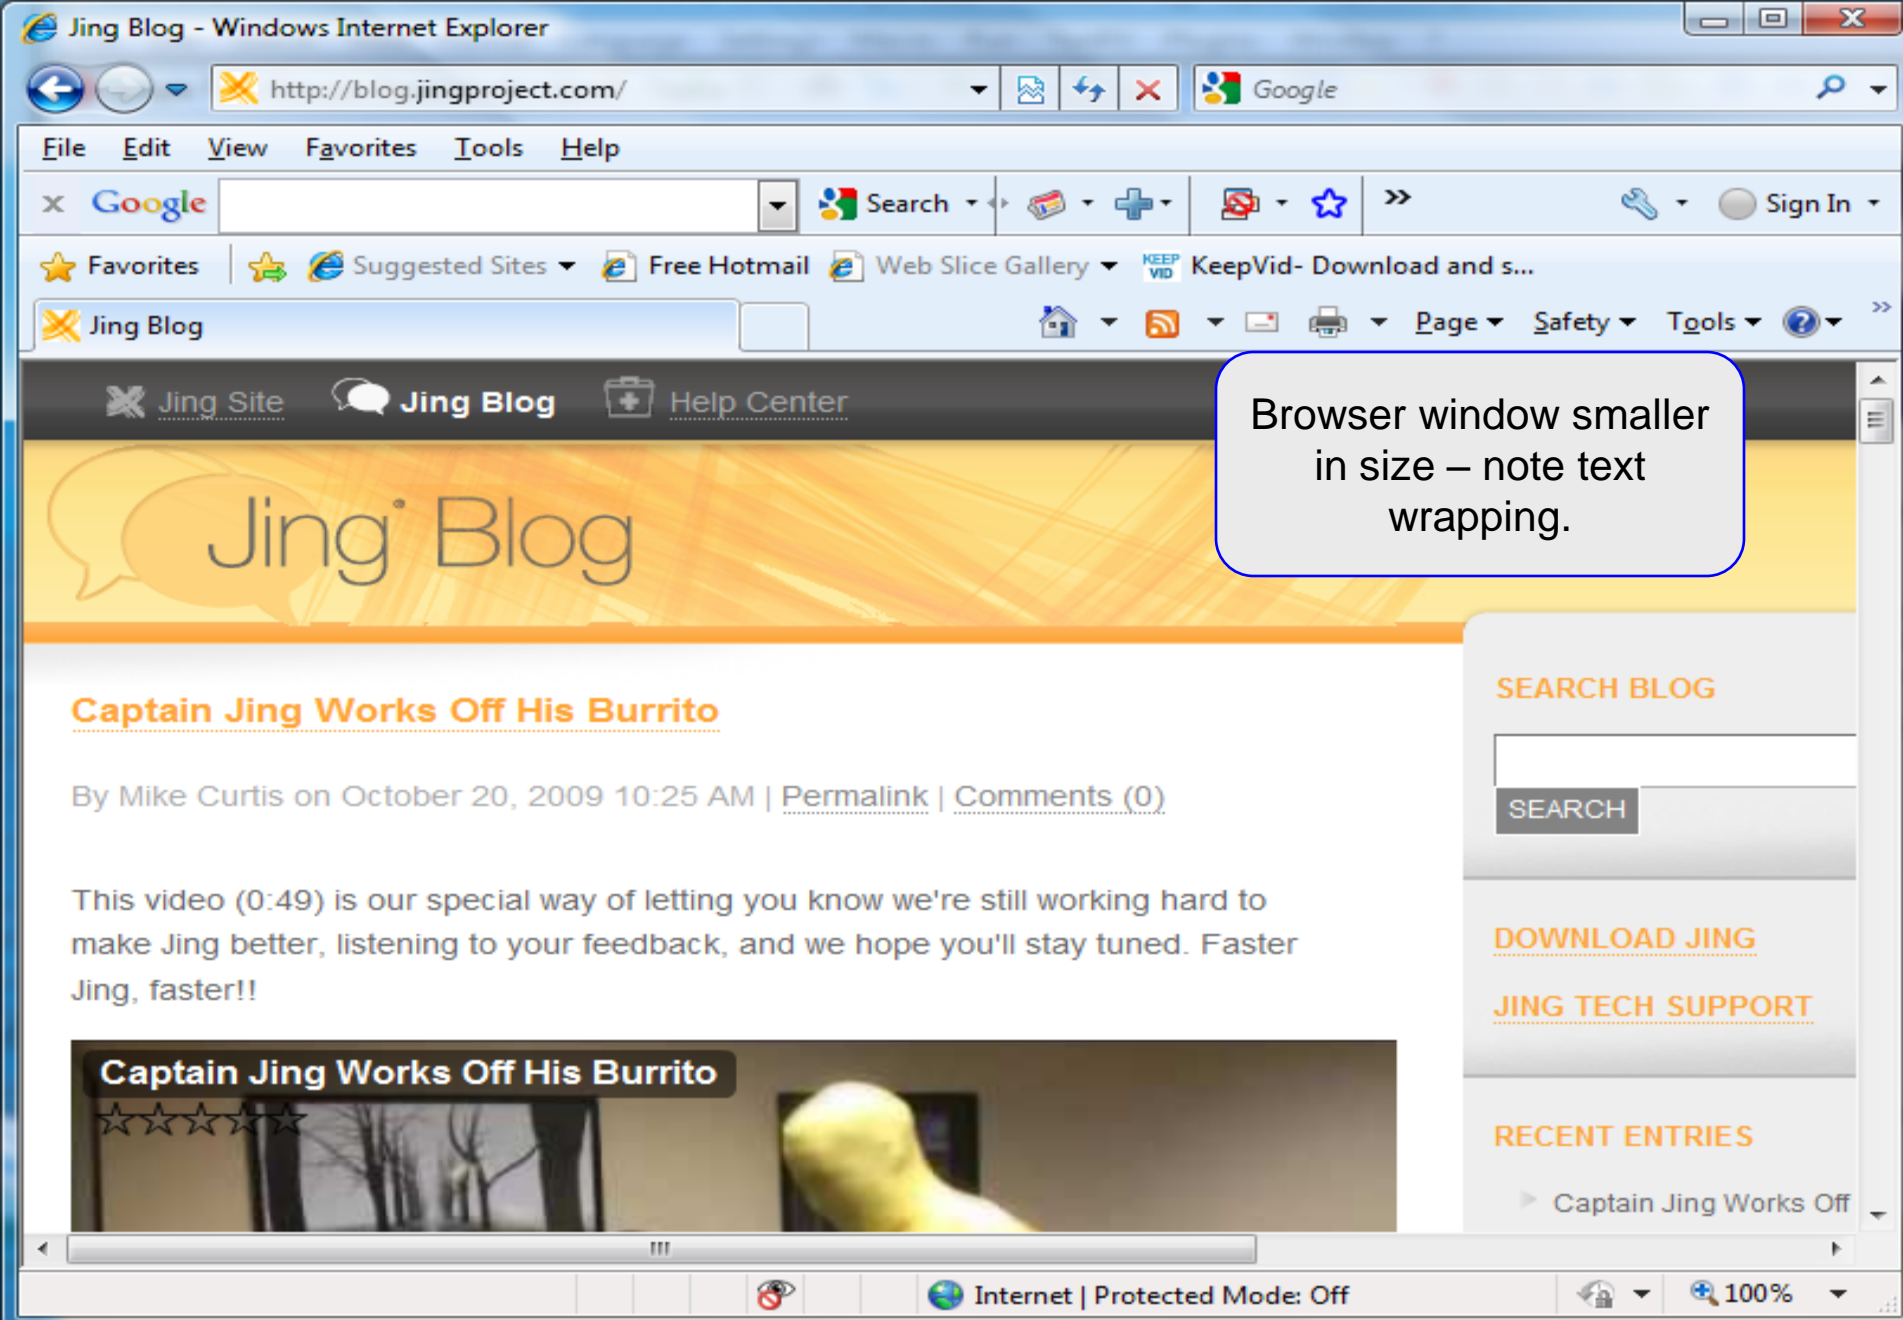 Jing Blog - Windows Internet Explorer
http://blog.jingproject.com/
Google
File Edit View Favorites Tools Help
x Google Search Sign In
Favorites Suggested Sites Free Hotmail Web Slice Gallery KEEP VID KeepVid- Download and s...
Jing Blog Page Safety Tools
Jing Site Jing Blog Help Center
Browser window smaller
in size – note text
wrapping.
Jing® Blog
Captain Jing Works Off His Burrito
By Mike Curtis on October 20, 2009 10:25 AM | Permalink | Comments (0)
This video (0:49) is our special way of letting you know we're still working hard to
make Jing better, listening to your feedback, and we hope you'll stay tuned. Faster
Jing, faster!!
Captain Jing Works Off His Burrito
SEARCH BLOG
SEARCH
DOWNLOAD JING
JING TECH SUPPORT
RECENT ENTRIES
Captain Jing Works Off
Internet | Protected Mode: Off 100%